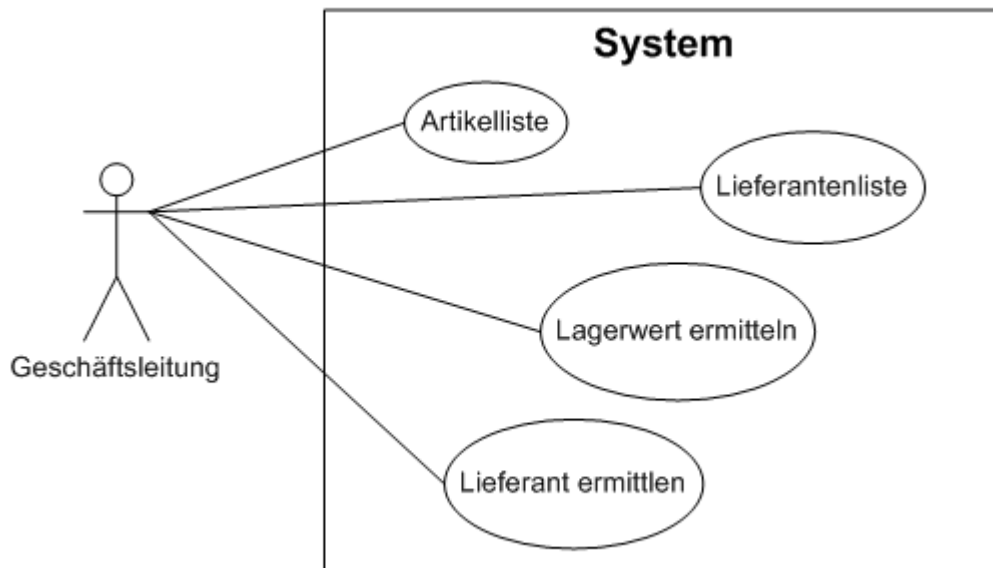 System
Artikelliste
Lieferantenliste
Lagerwert ermitteln
Geschäftsleitung
Lieferant ermittlen